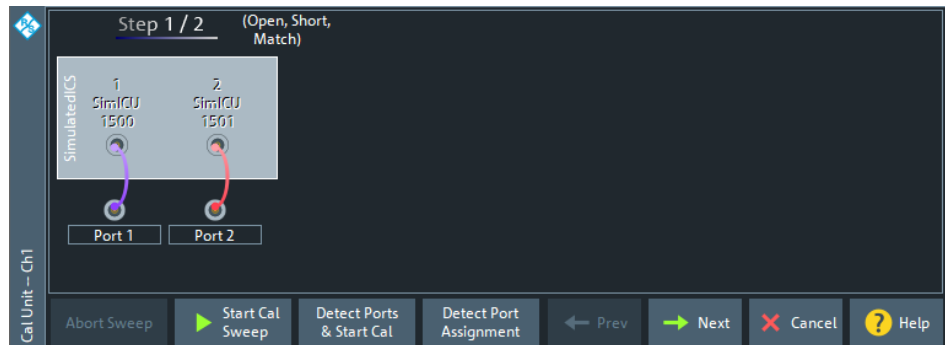 Step 1 / 2
(Open, Short,
Match)
SimulatedICS
1
SimICU
1500
2
SimICU
1501
Port 1
Port 2
Cal Unit – Ch1
Abort Sweep
Start Cal
Sweep
Detect Ports
& Start Cal
Detect Port
Assignment
Prev
Next
Cancel
? Help